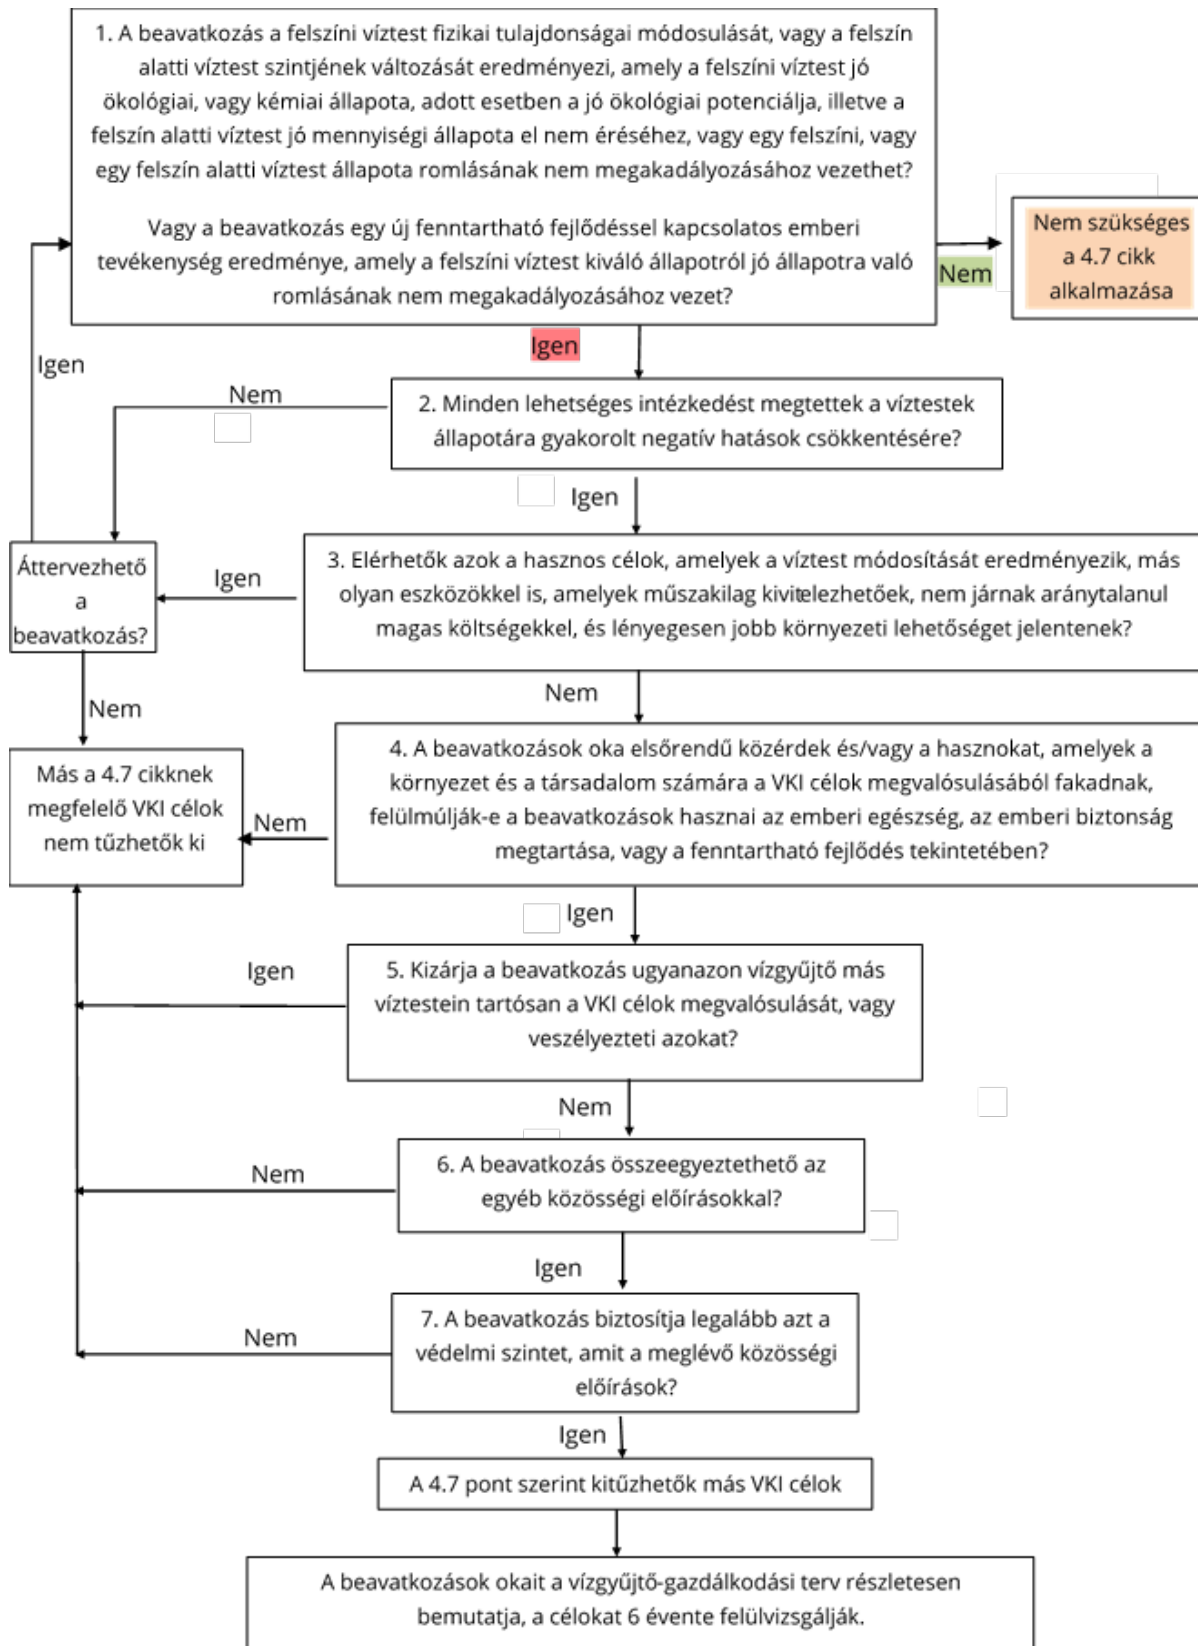 1. A beavatkozás a felszíni víztest fizikai tulajdonságai módosulását, vagy a felszín
alatti víztest szintjének változását eredményezi, amely a felszíni víztest jó
ökológiai, vagy kémiai állapota, adott esetben a jó ökológiai potenciálja, illetve a
felszín alatti víztest jó mennyiségi állapota el nem éréséhez, vagy egy felszíni, vagy
egy felszín alatti víztest állapota romlásának nem megakadályozásához vezethet?
Vagy a beavatkozás egy új fenntartható fejlődéssel kapcsolatos emberi
tevékenység eredménye, amely a felszíni víztest kiváló állapotról jó állapotra való
romlásának nem megakadályozásához vezet?
Nem
Nem szükséges
a 4.7 cikk
alkalmazása
Igen
Igen
Nem
2. Minden lehetséges intézkedést megtettek a víztestek
állapotára gyakorolt negatív hatások csökkentésére?
Igen
Áttervezhető
a
beavatkozás?
Igen
3. Elérhetők azok a hasznos célok, amelyek a víztest módosítását eredményezik, más
olyan eszközökkel is, amelyek műszakilag kivitelezhetőek, nem járnak aránytalanul
magas költségekkel, és lényegesen jobb környezeti lehetőséget jelentenek?
Nem
Nem
Más a 4.7 cikknek
megfelelő VKI célok
nem tűzhetők ki
Nem
4. A beavatkozások oka elsőrendű közérdek és/vagy a hasznokat, amelyek a
környezet és a társadalom számára a VKI célok megvalósulásából fakadnak,
felülmúlják-e a beavatkozások hasznai az emberi egészség, az emberi biztonság
megtartása, vagy a fenntartható fejlődés tekintetében?
Igen
Igen
5. Kizárja a beavatkozás ugyanazon vízgyűjtő más
víztestein tartósan a VKI célok megvalósulását, vagy
veszélyezteti azokat?
Nem
Nem
6. A beavatkozás összeegyeztethető az
egyéb közösségi előírásokkal?
Igen
Nem
7. A beavatkozás biztosítja legalább azt a
védelmi szintet, amit a meglévő közösségi
előírások?
Igen
A 4.7 pont szerint kitűzhetők más VKI célok
A beavatkozások okait a vízgyűjtő-gazdálkodási terv részletesen
bemutatja, a célokat 6 évente felülvizsgálják.